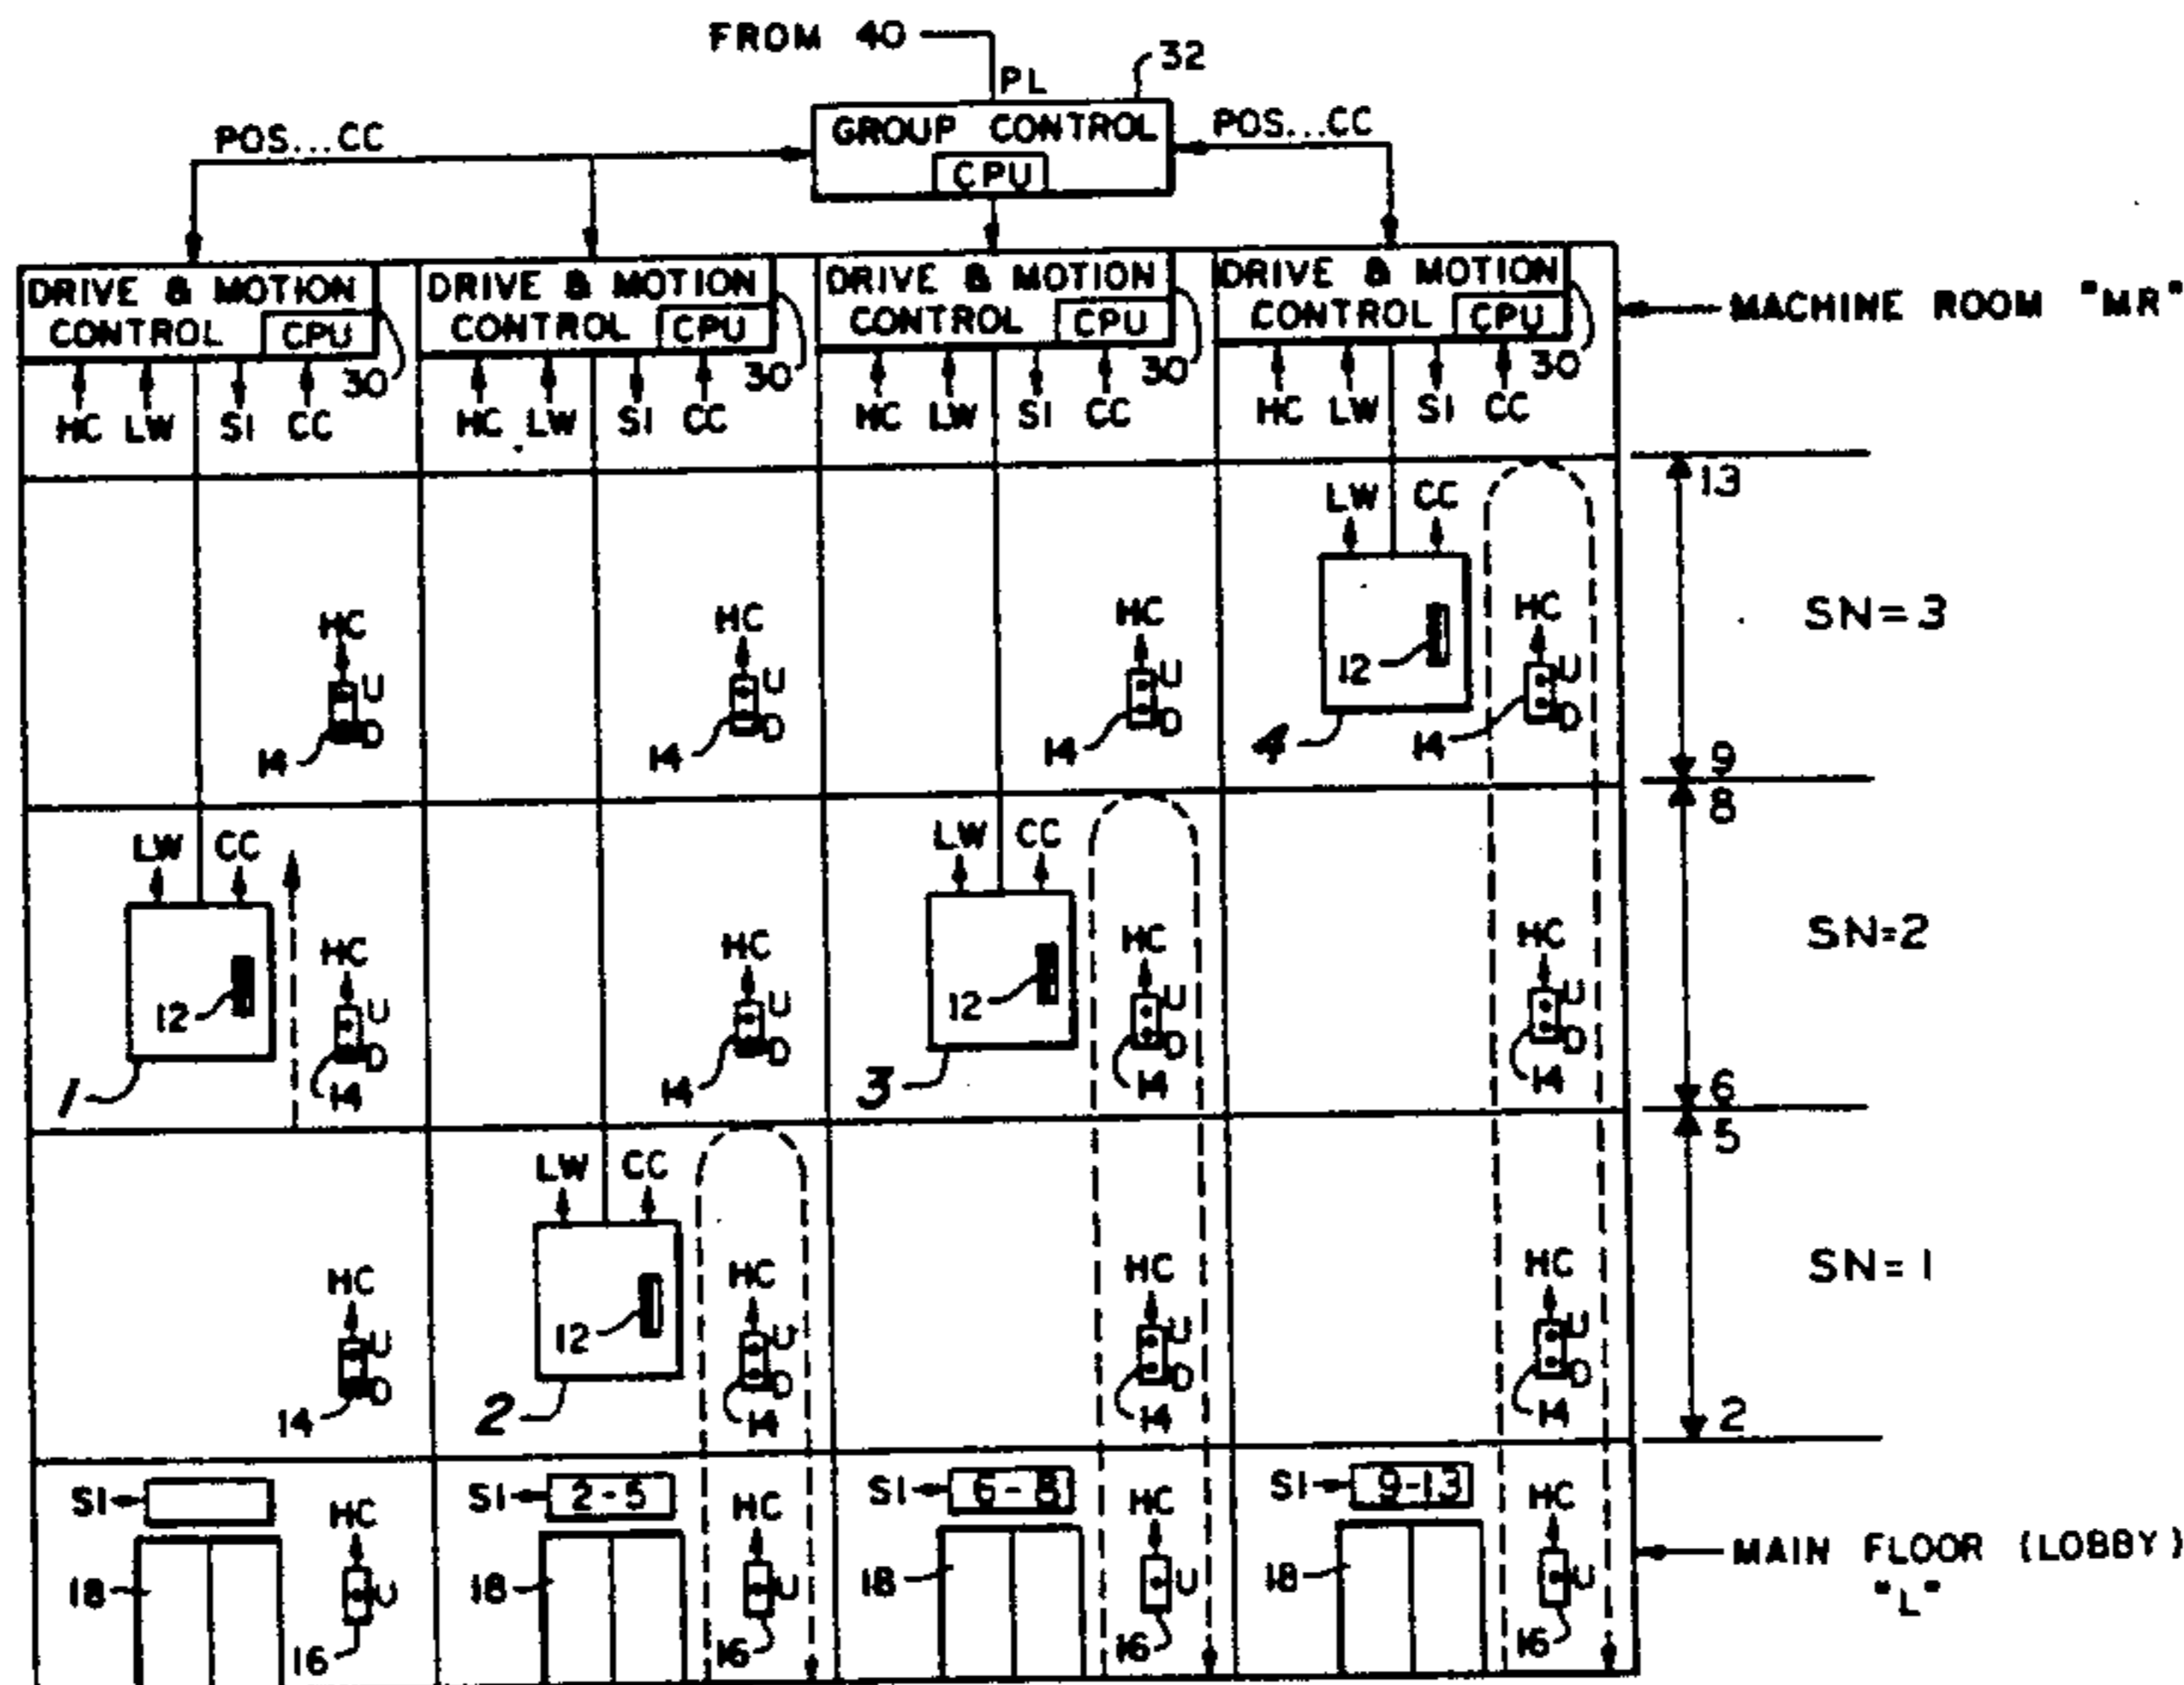 FROM 40
PL
32
POS...CC
GROUP CONTROL
POS...CC
CPU
DRIVE & MOTION
CONTROL
CPU
DRIVE & MOTION
CONTROL
CPU
DRIVE & MOTION
CONTROL
CPU
DRIVE & MOTION
CONTROL
CPU
MACHINE ROOM "MR"
30
30
30
30
HC LW SI CC
HC LW SI CC
HC LW SI CC
HC LW SI CC
13
LW CC
HC
HC
HC
HC
SN=3
12
U
D
U
D
U
D
U
D
14
14
14
4
14
9
8
LW CC
LW CC
HC
HC
HC
HC
SN=2
12
U
D
U
D
12
U
D
U
D
1
14
14
3
14
14
6
5
LW CC
HC
HC
HC
HC
SN=1
12
U
D
U
D
U
D
U
D
14
2
14
14
14
2
SI
SI 2-5
SI 6-8
SI 9-13
HC
HC
HC
HC
MAIN FLOOR (LOBBY)
"L"
18
U
18
U
18
U
18
U
16
16
16
16